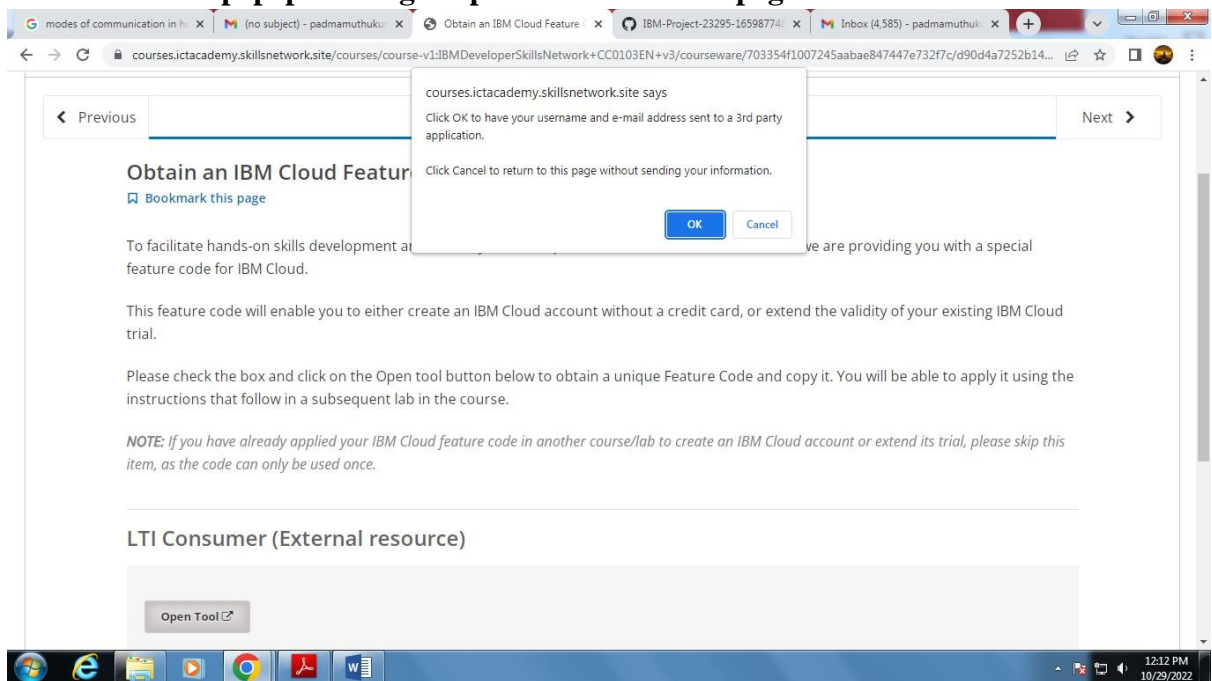 modes of communication in h
(no subject) - padmamuthuku
Obtain an IBM Cloud Feature
IBM-Project-23295-165987748
Inbox (4,585) - padmamuthuk
courses.ictacademy.skillsnetwork.site/courses/course-v1:IBMDeveloperSkillsNetwork+CC0103EN+v3/courseware/703354f1007245aabae847447e732f7c/d90d4a7252b14...
courses.ictacademy.skillsnetwork.site says
Click OK to have your username and e-mail address sent to a 3rd party
application.
Click Cancel to return to this page without sending your information.
OK
Cancel
Previous
Next
Obtain an IBM Cloud Featur
Bookmark this page
To facilitate hands-on skills development a
we are providing you with a special
feature code for IBM Cloud.
This feature code will enable you to either create an IBM Cloud account without a credit card, or extend the validity of your existing IBM Cloud
trial.
Please check the box and click on the Open tool button below to obtain a unique Feature Code and copy it. You will be able to apply it using the
instructions that follow in a subsequent lab in the course.
NOTE: If you have already applied your IBM Cloud feature code in another course/lab to create an IBM Cloud account or extend its trial, please skip this
item, as the code can only be used once.
LTI Consumer (External resource)
Open Tool
12:12 PM
10/29/2022